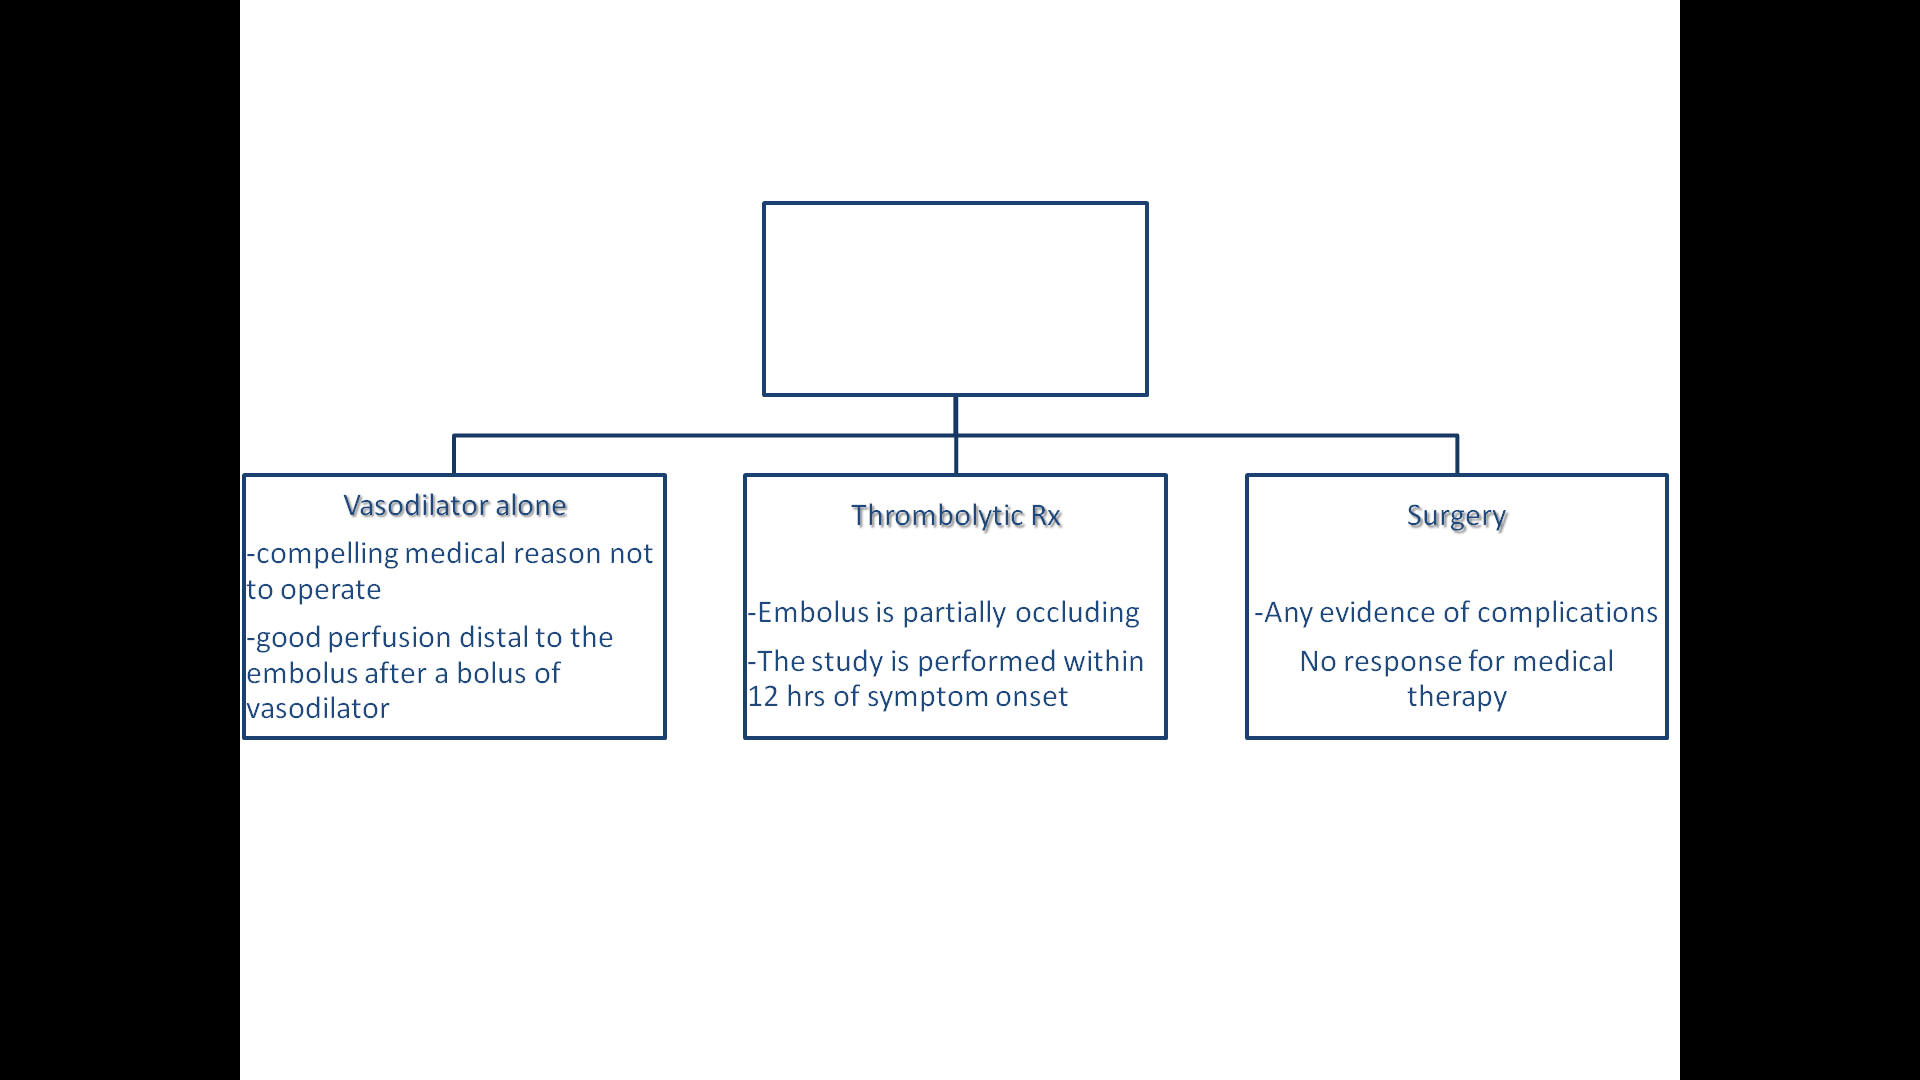 Vasodilator alone
-compelling medical reason not
to operate
-good perfusion distal to the
embolus after a bolus of
vasodilator
Thrombolytic Rx
-Embolus is partially occluding
-The study is performed within
12 hrs of symptom onset
Surgery
-Any evidence of complications
No response for medical
therapy